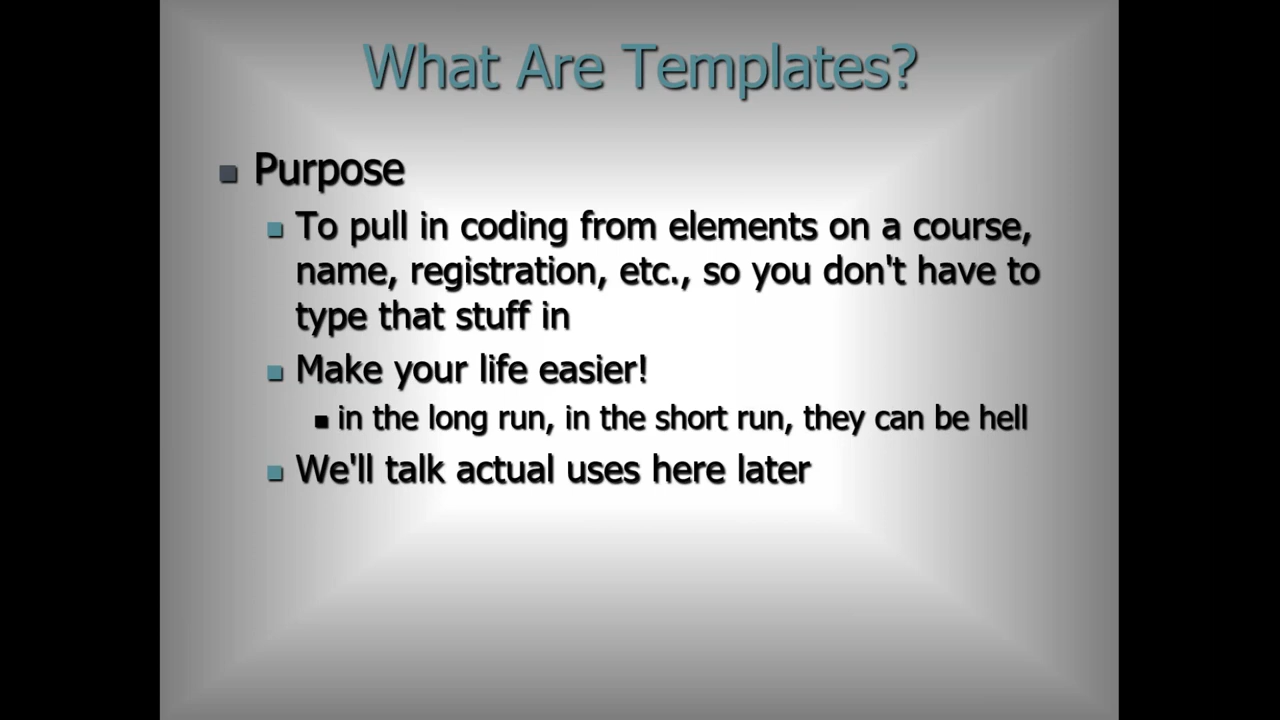 What Are Templates?
Purpose
To pull in coding from elements on a course,
name, registration, etc., so you don't have to
type that stuff in
Make your life easier!
in the long run, in the short run, they can be hell
We'll talk actual uses here later